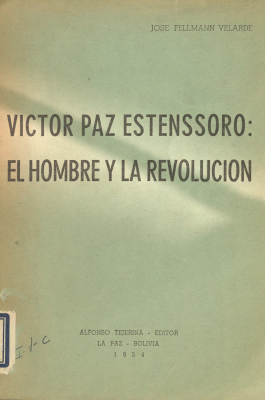 JOSE FELLMANN VELARDE
VICTOR PAZ ESTENSSORO:
EL HOMBRE Y LA REVOLUCION
ALFONSO TEJERINA - EDITOR
LA PAZ - BOLIVIA
1954